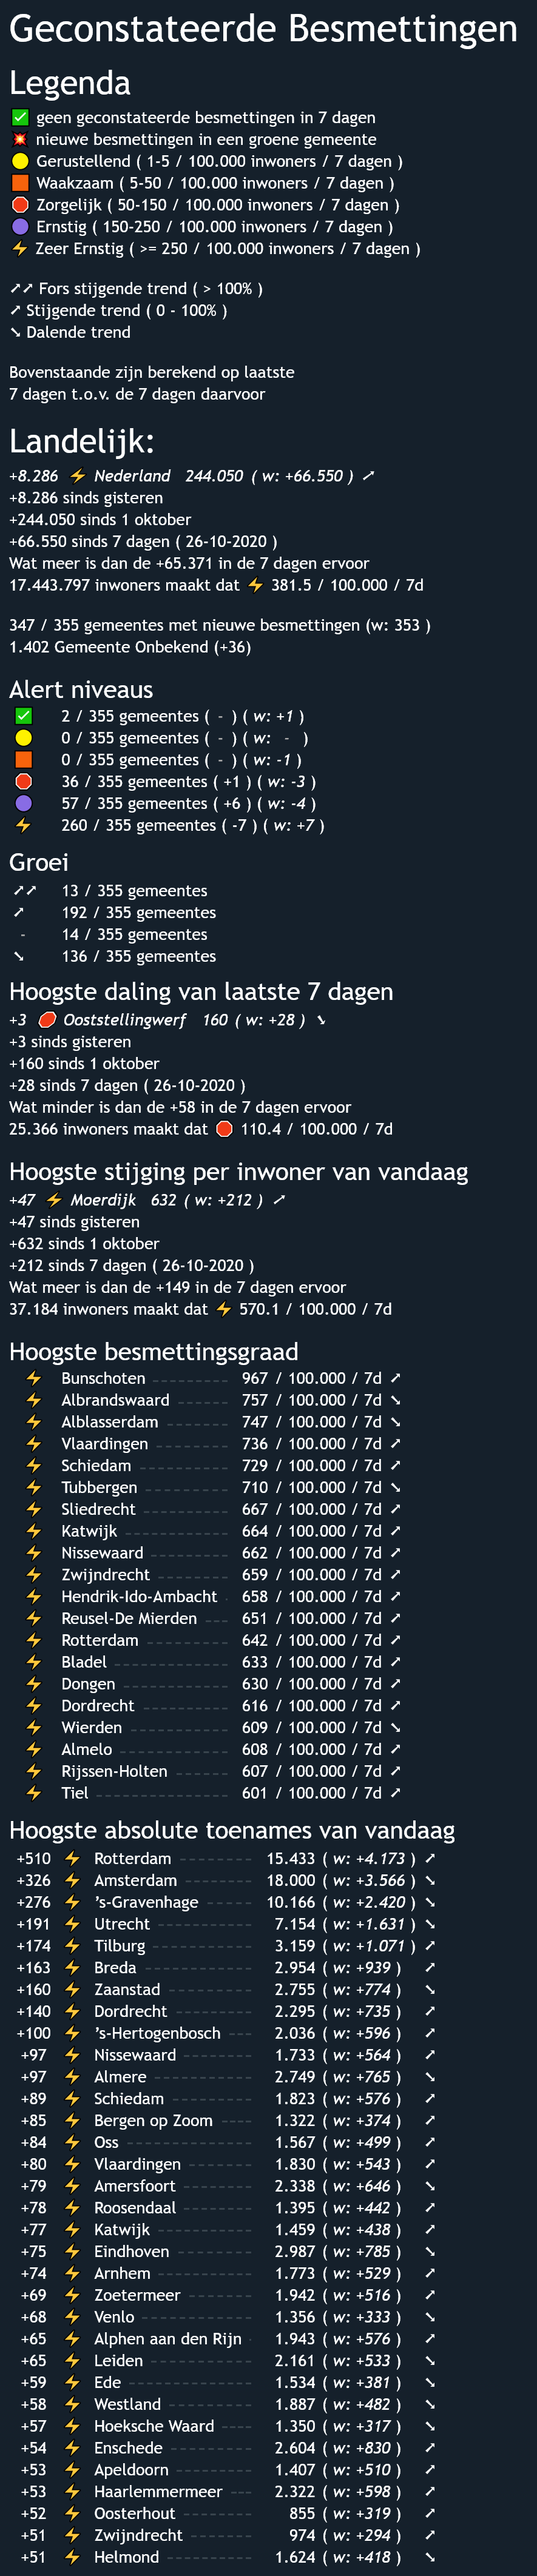 Geconstateerde Besmettingen
Legenda
geen geconstateerde besmettingen in 7 dagen
nieuwe besmettingen in een groene gemeente
Gerustellend ( 1-5 / 100.000 inwoners / 7 dagen )
Waakzaam ( 5-50 / 100.000 inwoners / 7 dagen )
Zorgelijk ( 50-150 / 100.000 inwoners / 7 dagen )
Ernstig ( 150-250 / 100.000 inwoners / 7 dagen )
Zeer Ernstig ( >= 250 / 100.000 inwoners / 7 dagen )
↗↗ Fors stijgende trend ( > 100% )
↗ Stijgende trend ( 0 - 100% )
↘ Dalende trend
Bovenstaande zijn berekend op laatste
7 dagen t.o.v. de 7 dagen daarvoor
Landelijk:
+8.286 ⚡ Nederland 244.050 ( w: +66.550 ) ↗
+8.286 sinds gisteren
+244.050 sinds 1 oktober
+66.550 sinds 7 dagen ( 26-10-2020 )
Wat meer is dan de +65.371 in de 7 dagen ervoor
17.443.797 inwoners maakt dat ⚡ 381.5 / 100.000 / 7d
347 / 355 gemeentes met nieuwe besmettingen (w: 353 )
1.402 Gemeente Onbekend (+36)
Alert niveaus
2 / 355 gemeentes ( - ) ( w: +1 )
0 / 355 gemeentes ( - ) ( w: - )
0 / 355 gemeentes ( - ) ( w: -1 )
36 / 355 gemeentes ( +1 ) ( w: -3 )
57 / 355 gemeentes ( +6 ) ( w: -4 )
260 / 355 gemeentes ( -7 ) ( w: +7 )
Groei
↗↗ 13 / 355 gemeentes
↗ 192 / 355 gemeentes
- 14 / 355 gemeentes
↘ 136 / 355 gemeentes
Hoogste daling van laatste 7 dagen
+3 Ooststellingwerf 160 ( w: +28 ) ↘
+3 sinds gisteren
+160 sinds 1 oktober
+28 sinds 7 dagen ( 26-10-2020 )
Wat minder is dan de +58 in de 7 dagen ervoor
25.366 inwoners maakt dat 110.4 / 100.000 / 7d
Hoogste stijging per inwoner van vandaag
+47 ⚡ Moerdijk 632 ( w: +212 ) ↗
+47 sinds gisteren
+632 sinds 1 oktober
+212 sinds 7 dagen ( 26-10-2020 )
Wat meer is dan de +149 in de 7 dagen ervoor
37.184 inwoners maakt dat ⚡ 570.1 / 100.000 / 7d
Hoogste besmettingsgraad
Bunschoten 967 / 100.000 / 7d ↗
Albrandswaard 757 / 100.000 / 7d ↘
Alblasserdam 747 / 100.000 / 7d ↘
Vlaardingen 736 / 100.000 / 7d ↗
Schiedam 729 / 100.000 / 7d ↗
Tubbergen 710 / 100.000 / 7d ↘
Sliedrecht 667 / 100.000 / 7d ↗
Katwijk 664 / 100.000 / 7d ↗
Nissewaard 662 / 100.000 / 7d ↗
Zwijndrecht 659 / 100.000 / 7d ↗
Hendrik-Ido-Ambacht 658 / 100.000 / 7d ↗
Reusel-De Mierden 651 / 100.000 / 7d ↗
Rotterdam 642 / 100.000 / 7d ↗
Bladel 633 / 100.000 / 7d ↗
Dongen 630 / 100.000 / 7d ↗
Dordrecht 616 / 100.000 / 7d ↗
Wierden 609 / 100.000 / 7d ↘
Almelo 608 / 100.000 / 7d ↗
Rijssen-Holten 607 / 100.000 / 7d ↗
Tiel 601 / 100.000 / 7d ↗
Hoogste absolute toenames van vandaag
+510 Rotterdam 15.433 ( w: +4.173 ) ↗
+326 Amsterdam 18.000 ( w: +3.566 ) ↘
+276 's-Gravenhage 10.166 ( w: +2.420 ) ↘
+191 Utrecht 7.154 ( w: +1.631 ) ↘
+174 Tilburg 3.159 ( w: +1.071 ) ↗
+163 Breda 2.954 ( w: +939 ) ↗
+160 Zaanstad 2.755 ( w: +774 ) ↘
+140 Dordrecht 2.295 ( w: +735 ) ↗
+100 's-Hertogenbosch 2.036 ( w: +596 ) ↗
+97 Nissewaard 1.733 ( w: +564 ) ↗
+97 Almere 2.749 ( w: +765 ) ↘
+89 Schiedam 1.823 ( w: +576 ) ↗
+85 Bergen op Zoom 1.322 ( w: +374 ) ↗
+84 Oss 1.567 ( w: +499 ) ↗
+80 Vlaardingen 1.830 ( w: +543 ) ↗
+79 Amersfoort 2.338 ( w: +646 ) ↘
+78 Roosendaal 1.395 ( w: +442 ) ↗
+77 Katwijk 1.459 ( w: +438 ) ↗
+75 Eindhoven 2.987 ( w: +785 ) ↘
+74 Arnhem 1.773 ( w: +529 ) ↗
+69 Zoetermeer 1.942 ( w: +516 ) ↗
+68 Venlo 1.356 ( w: +333 ) ↘
+65 Alphen aan den Rijn 1.943 ( w: +576 ) ↗
+65 Leiden 2.161 ( w: +533 ) ↘
+59 Ede 1.534 ( w: +381 ) ↘
+58 Westland 1.887 ( w: +482 ) ↘
+57 Hoeksche Waard 1.350 ( w: +317 ) ↘
+54 Enschede 2.604 ( w: +830 ) ↗
+53 Apeldoorn 1.407 ( w: +510 ) ↗
+53 Haarlemmermeer 2.322 ( w: +598 ) ↗
+52 Oosterhout 855 ( w: +319 ) ↗
+51 Zwijndrecht 974 ( w: +294 ) ↗
+51 Helmond 1.624 ( w: +418 ) ↘